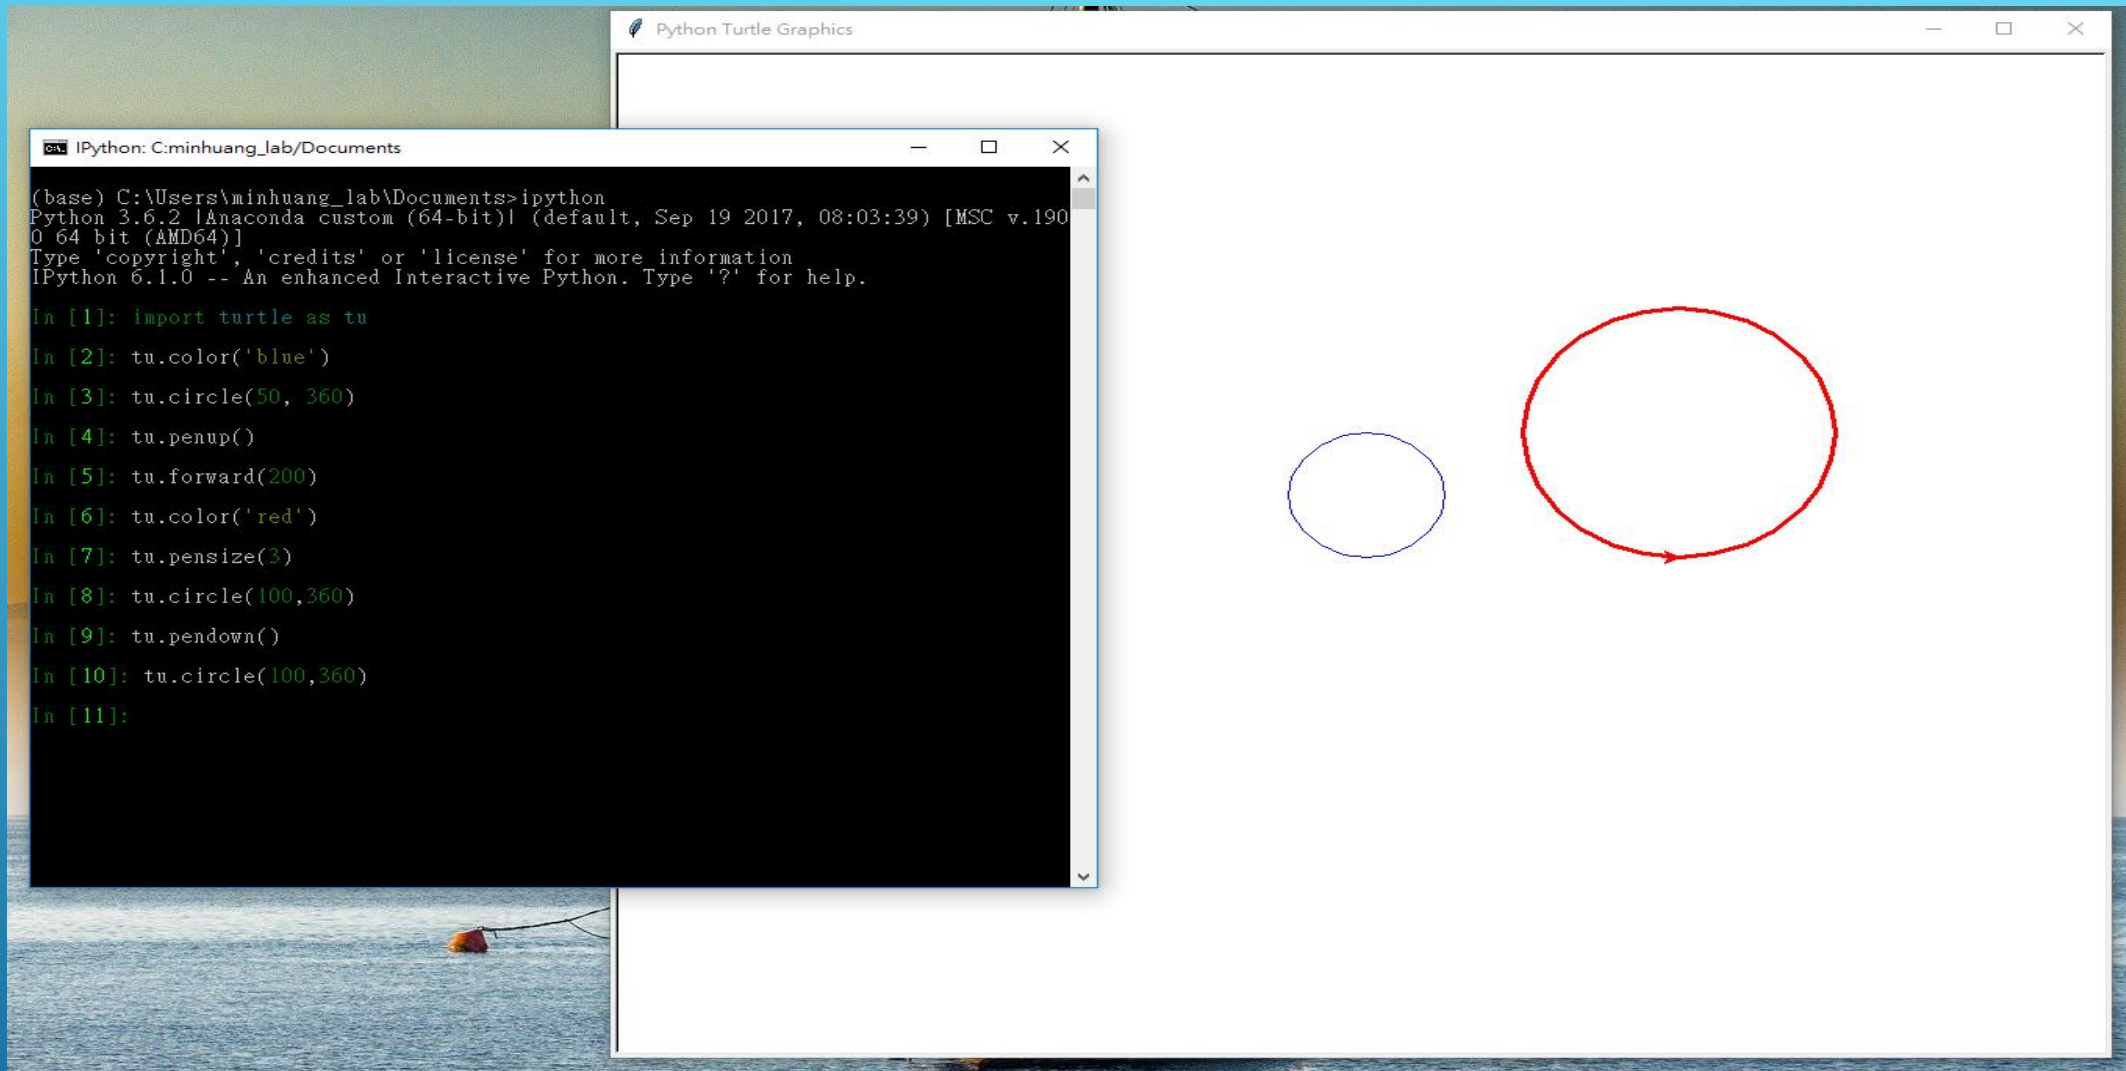 Python Turtle Graphics
IPython: C:minhuang_lab/Documents
(base) C:\Users\minhuang_lab\Documents>ipython
Python 3.6.2 |Anaconda custom (64-bit)| (default, Sep 19 2017, 08:03:39) [MSC v.190
0 64 bit (AMD64)]
Type 'copyright', 'credits' or 'license' for more information
IPython 6.1.0 -- An enhanced Interactive Python. Type '?' for help.
In [1]: import turtle as tu
In [2]: tu.color('blue')
In [3]: tu.circle(50, 360)
In [4]: tu.penup()
In [5]: tu.forward(200)
In [6]: tu.color('red')
In [7]: tu.pensize(3)
In [8]: tu.circle(100,360)
In [9]: tu.pendown()
In [10]: tu.circle(100,360)
In [11]: